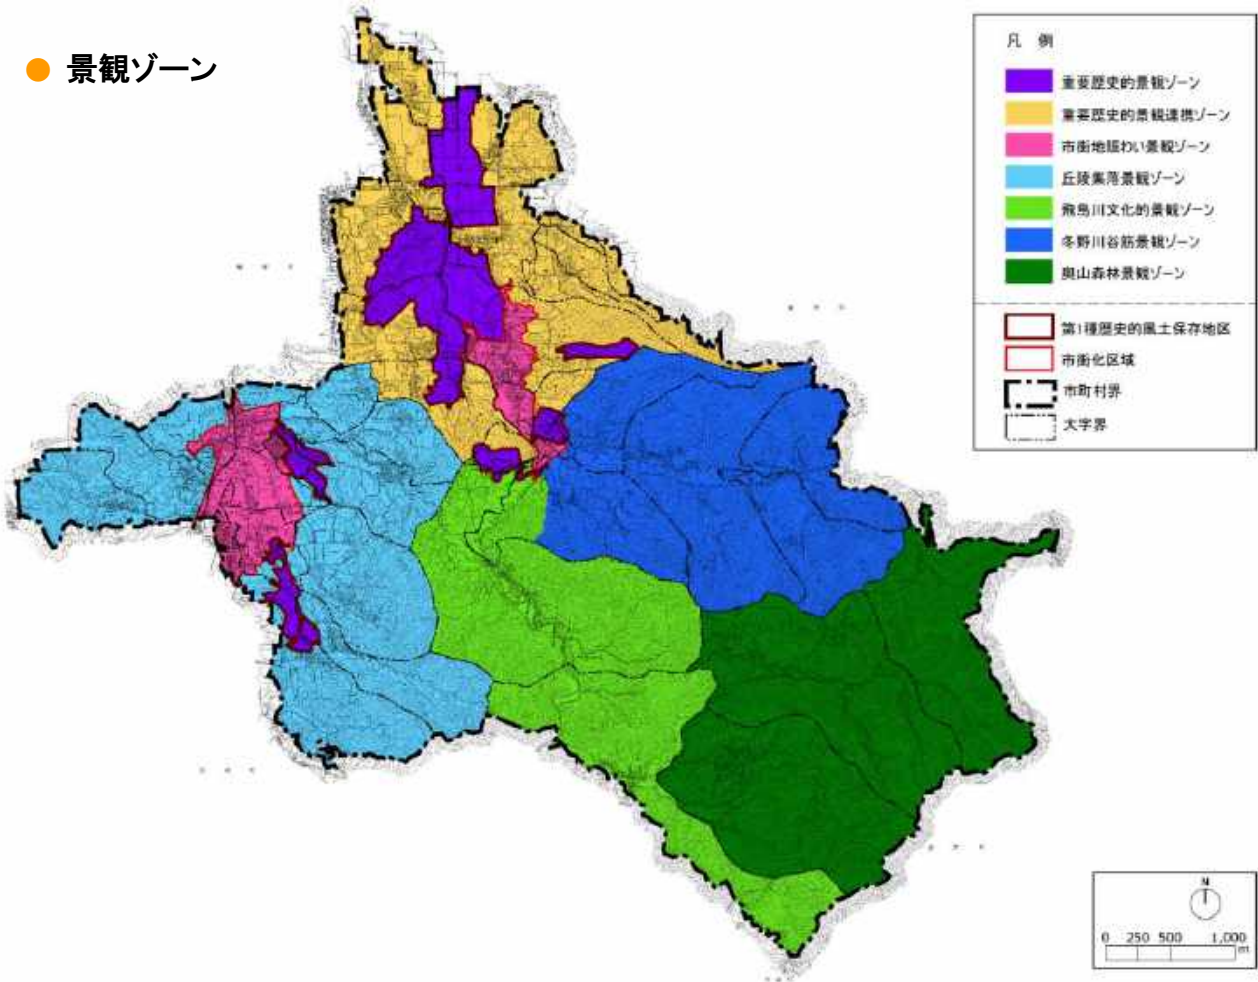 景観ゾーン
凡 例
重要歴史的景観ゾーン
重要歴史的景観連携ゾーン
市街地賑わい景観ゾーン
丘陵集落景観ゾーン
飛鳥川文化的景観ゾーン
冬野川谷筋景観ゾーン
奥山森林景観ゾーン
第1種歴史的風土保存地区
市街化区域
市町村界
大字界
N
0 250 500 1,000
m